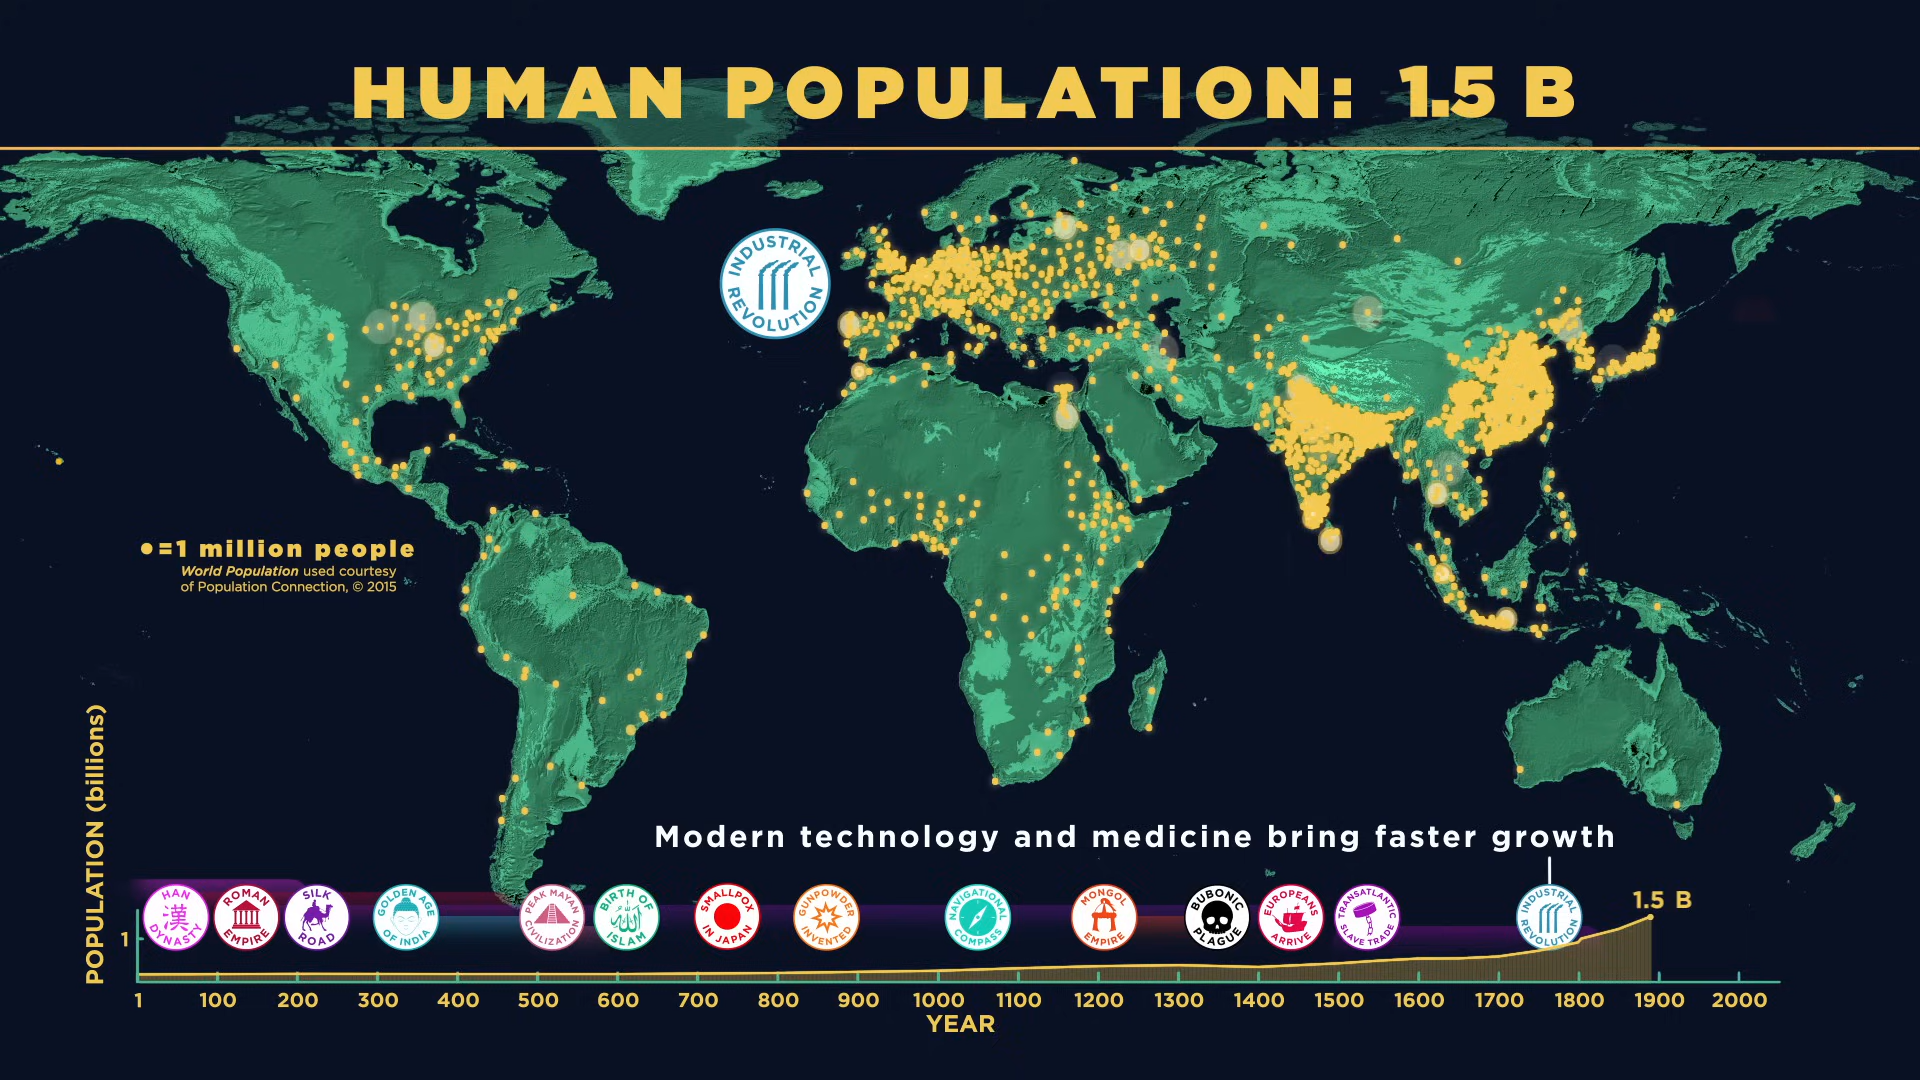 HUMAN POPULATION: 1.5 B
INDUSTRIAL
REVOLUTION
=1 million people
World Population used courtesy
of Population Connection, © 2015
Modern technology and medicine bring faster growth
POPULATION (billions)
HAN
漢
DYNASTY
ROMAN
EMPIRE
SILK
ROAD
GOLDEN AGE
OF INDIA
PEAK MAYAN
CIVILIZATION
BIRTH OF
ISLAM
SMALLPOX
IN JAPAN
GUNPOWDER
INVENTED
NAVIGATIONAL
COMPASS
MONGOL
EMPIRE
BUBONIC
PLAGUE
EUROPEANS
ARRIVE
TRANSATLANTIC
SLAVE TRADE
INDUSTRIAL
REVOLUTION
1.5 B
1
1 100 200 300 400 500 600 700 800 900 1000 1100 1200 1300 1400 1500 1600 1700 1800 1900 2000
YEAR